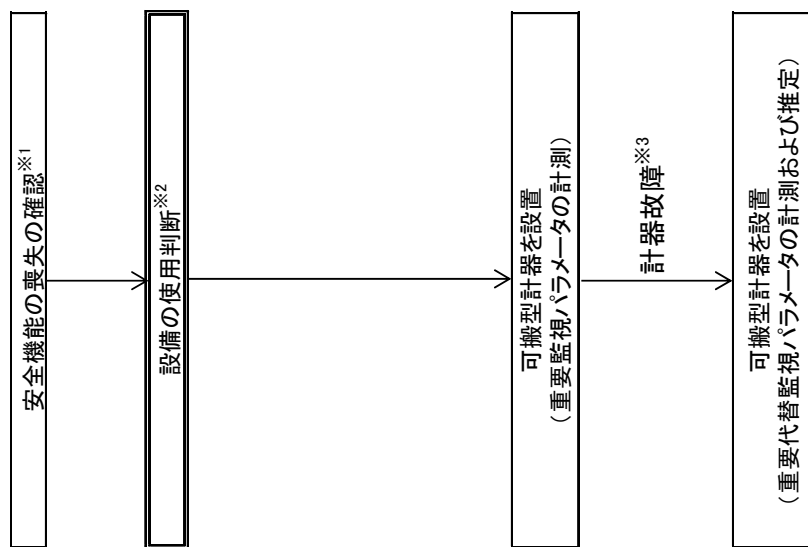 安全機能の喪失の確認※1
設備の使用判断※2
可搬型計器を設置
（重要監視パラメータの計測）
計器故障※3
可搬型計器を設置
（重要代替監視パラメータの計測および推定）